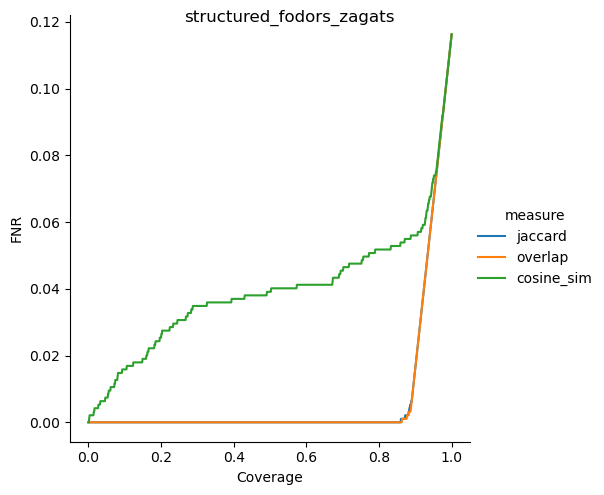 structured_fodors_zagats
0.12
0.10
0.08
0.06
0.04
0.02
0.00
FNR
0.0 0.2 0.4 0.6 0.8 1.0
Coverage
measure
jaccard
overlap
cosine_sim